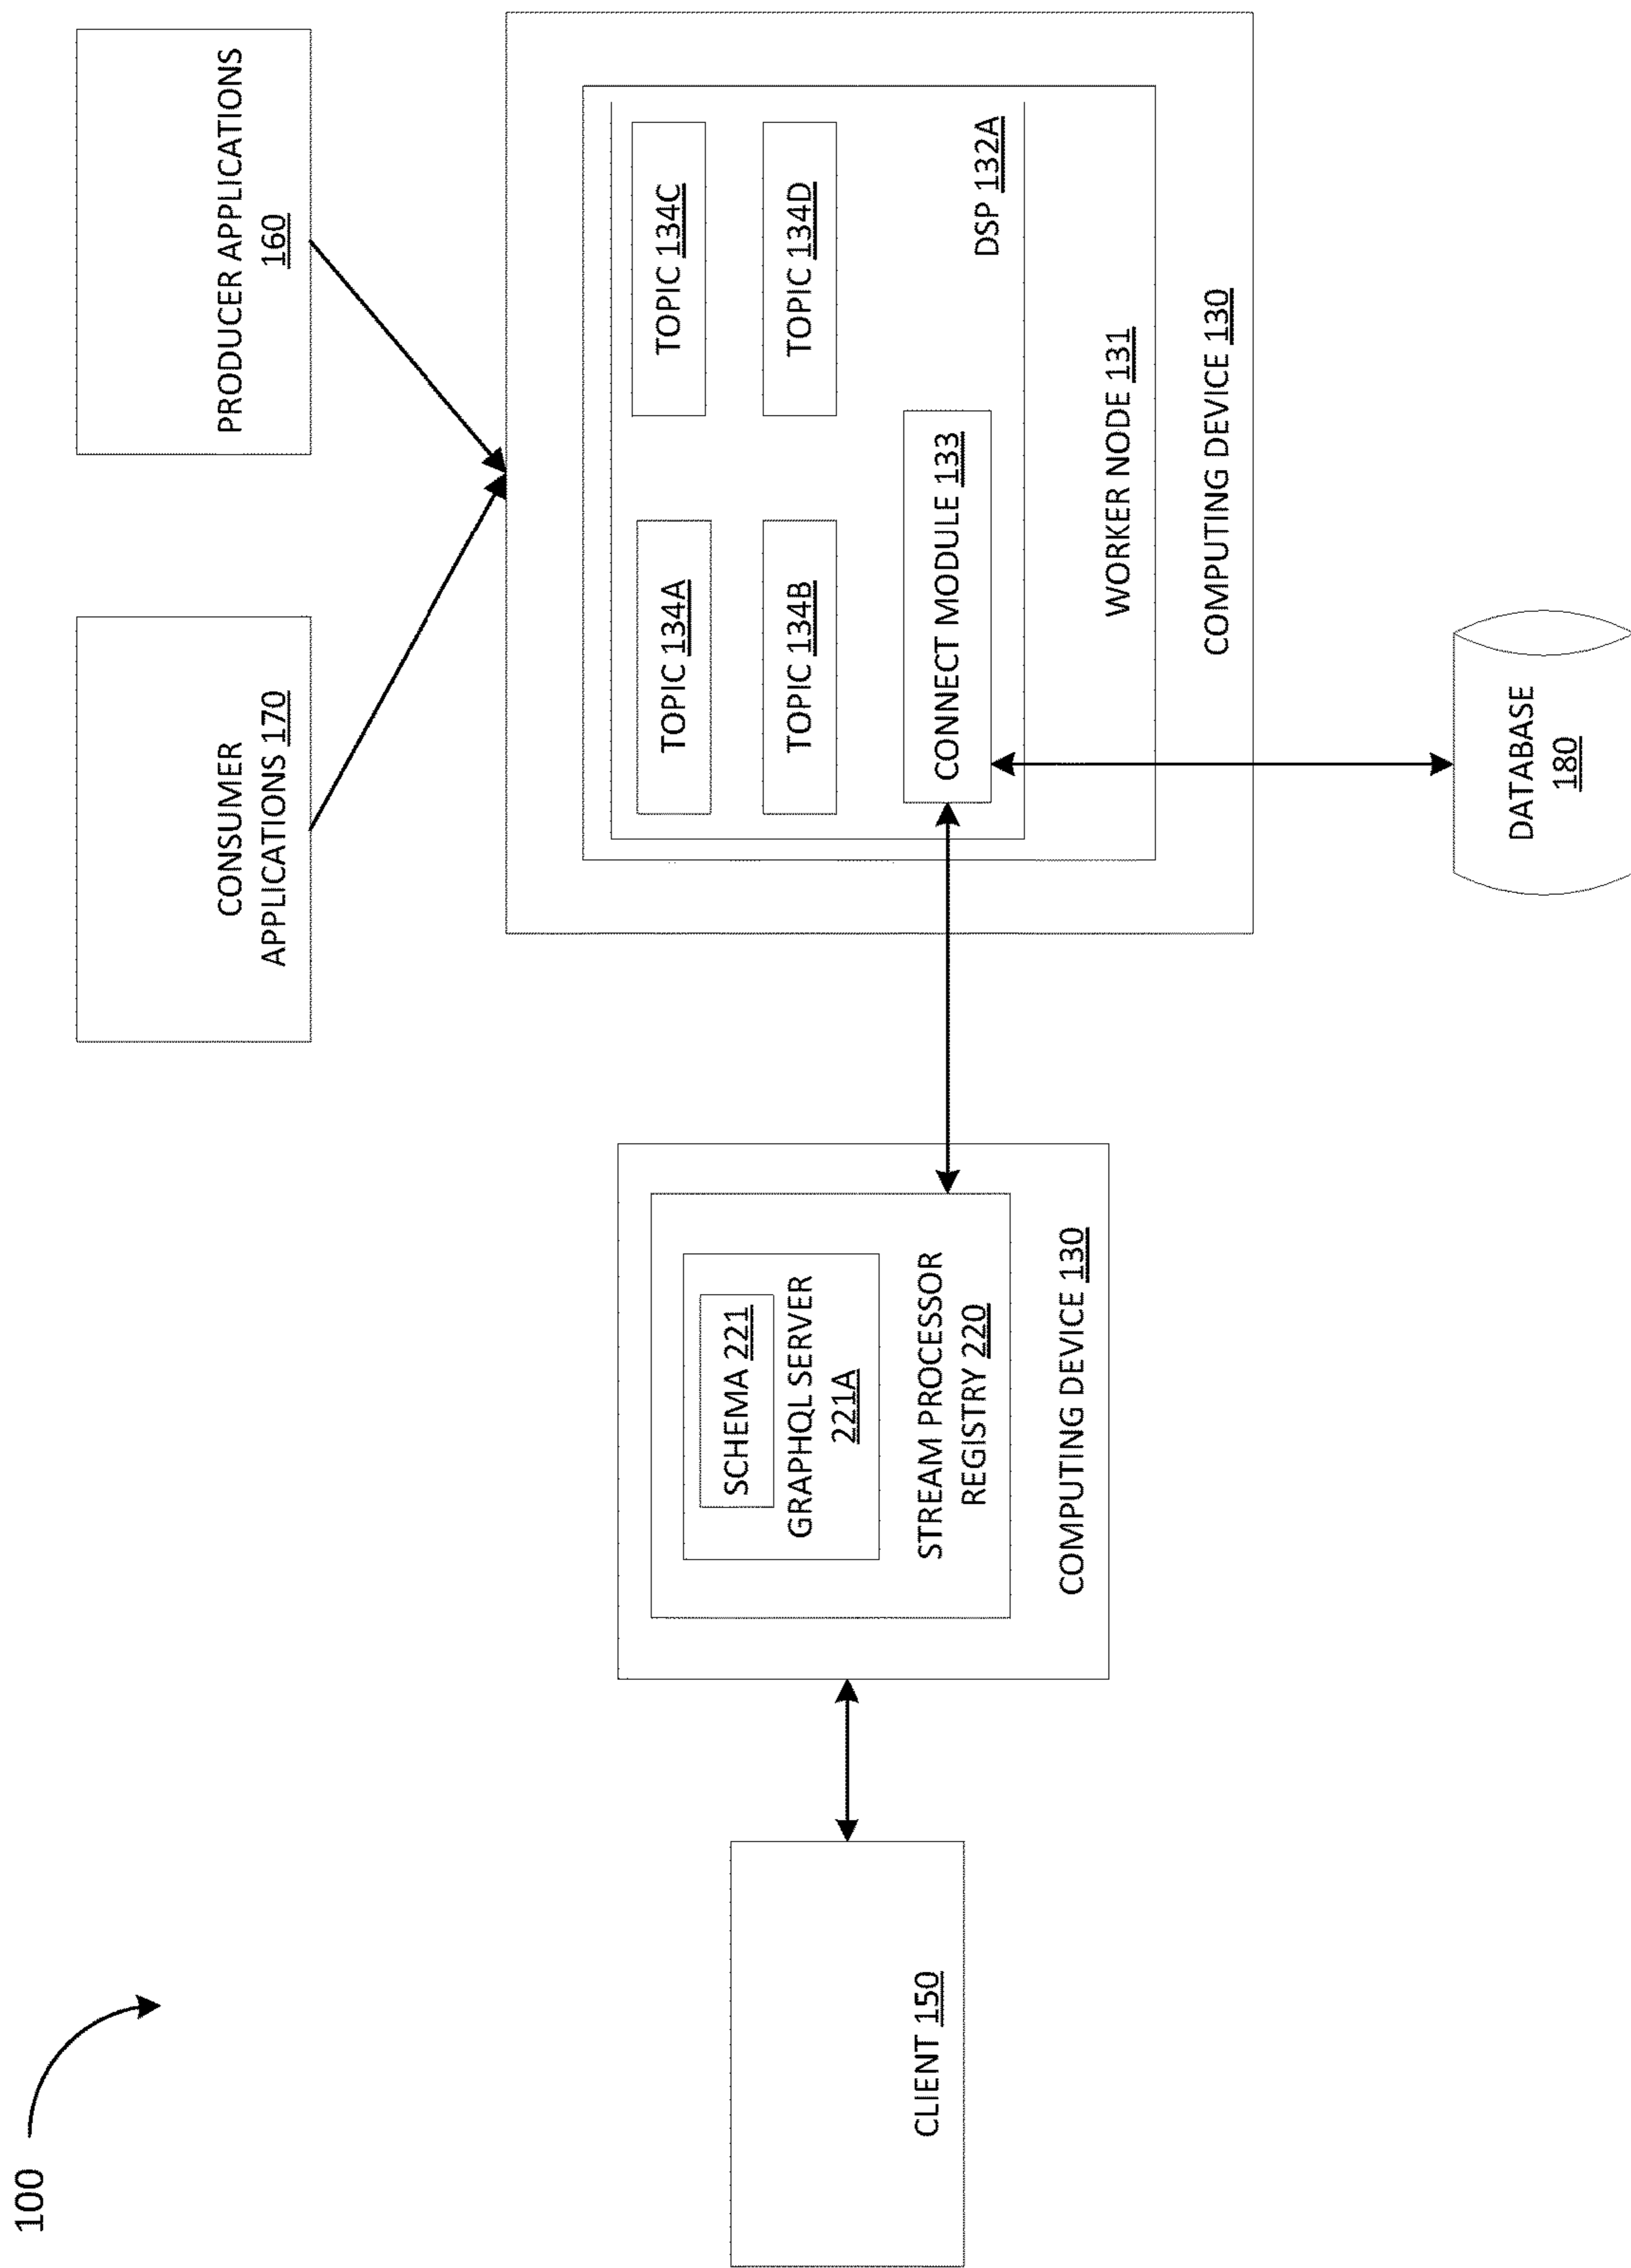 100
CONSUMER
APPLICATIONS 170
PRODUCER APPLICATIONS
160
CLIENT 150
SCHEMA 221
GRAPHQL SERVER
221A
STREAM PROCESSOR
REGISTRY 220
COMPUTING DEVICE 130
TOPIC 134A
TOPIC 134C
TOPIC 134B
TOPIC 134D
CONNECT MODULE 133
DSP 132A
WORKER NODE 131
COMPUTING DEVICE 130
DATABASE
180